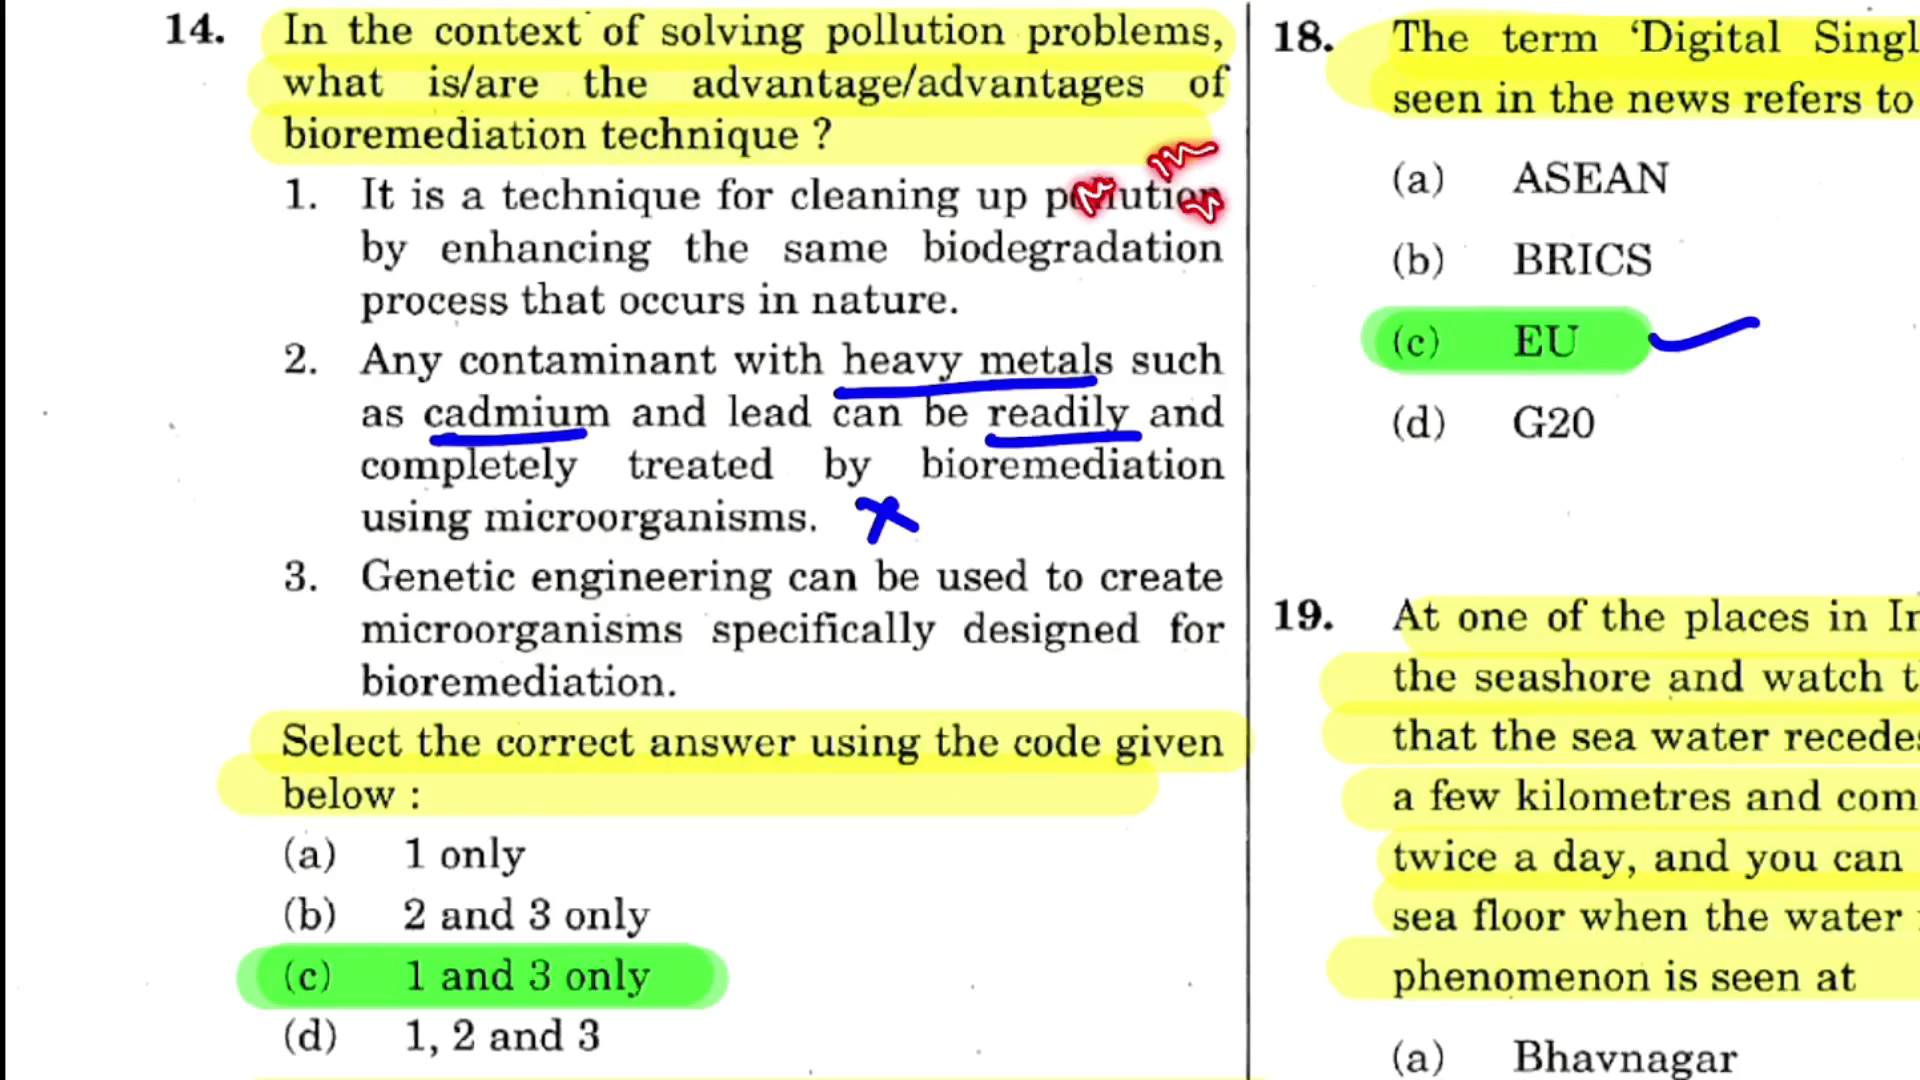 14. In the context of solving pollution problems,
what is/are the advantage/advantages of
bioremediation technique ?
1. It is a technique for cleaning up pollution
by enhancing the same biodegradation
process that occurs in nature.
2. Any contaminant with heavy metals such
as cadmium and lead can be readily and
completely treated by bioremediation
using microorganisms.
3. Genetic engineering can be used to create
microorganisms specifically designed for
bioremediation.
Select the correct answer using the code given
below :
(a) 1 only
(b) 2 and 3 only
(c) 1 and 3 only
(d) 1, 2 and 3
18. The term ‘Digital Singl
seen in the news refers to
(a) ASEAN
(b) BRICS
(c) EU
(d) G20
19. At one of the places in
the seashore and watch
that the sea water
a few kilometres and com
twice a day, and you can
sea floor when the water
phenomenon is seen at
(a) Bhavnagar